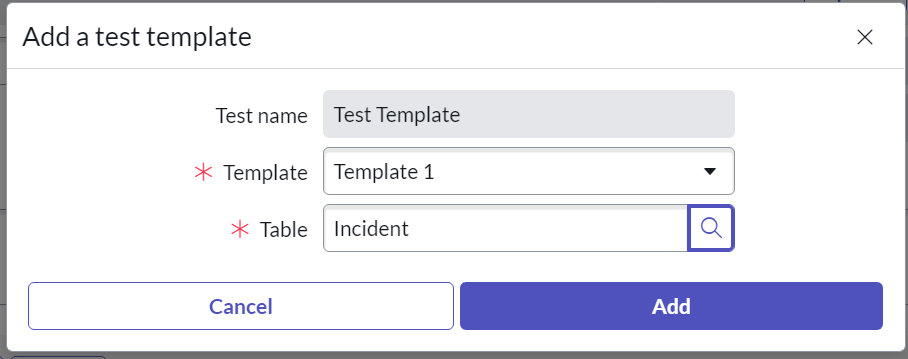 Add a test template
Test name Test Template
Template Template 1
Table Incident
Cancel Add